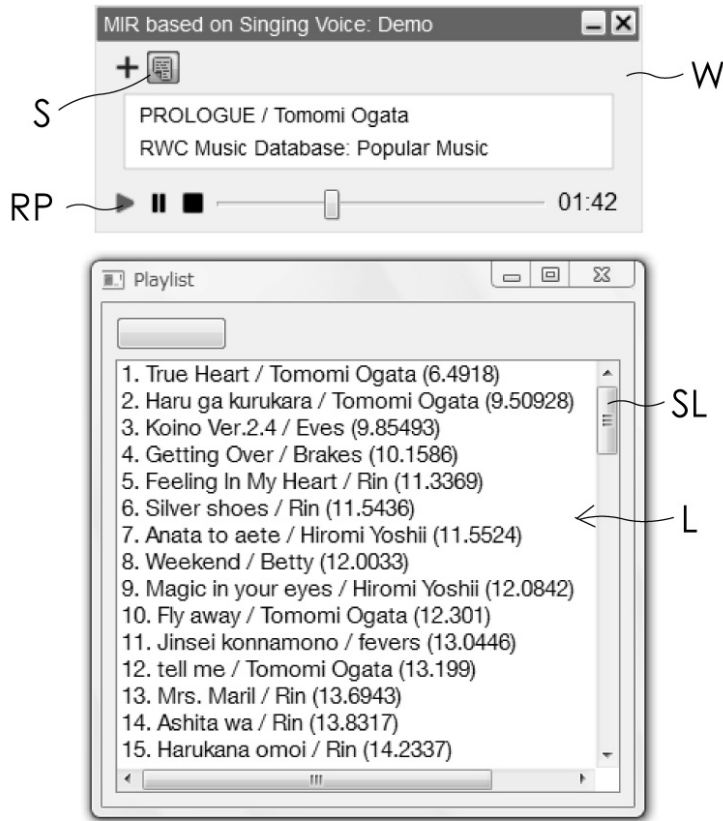 MIR based on Singing Voice: Demo
S
W
PROLOGUE / Tomomi Ogata
RWC Music Database: Popular Music
RP
01:42
Playlist
1. True Heart / Tomomi Ogata (6.4918)
2. Haru ga kurukara / Tomomi Ogata (9.50928)
SL
3. Koino Ver.2.4 / Eves (9.85493)
4. Getting Over / Brakes (10.1586)
5. Feeling In My Heart / Rin (11.3369)
6. Silver shoes / Rin (11.5436)
L
7. Anata to aete / Hiromi Yoshii (11.5524)
8. Weekend / Betty (12.0033)
9. Magic in your eyes / Hiromi Yoshii (12.0842)
10. Fly away / Tomomi Ogata (12.301)
11. Jinsei konnamono / fevers (13.0446)
12. tell me / Tomomi Ogata (13.199)
13. Mrs. Maril / Rin (13.6943)
14. Ashita wa / Rin (13.8317)
15. Harukana omoi / Rin (14.2337)